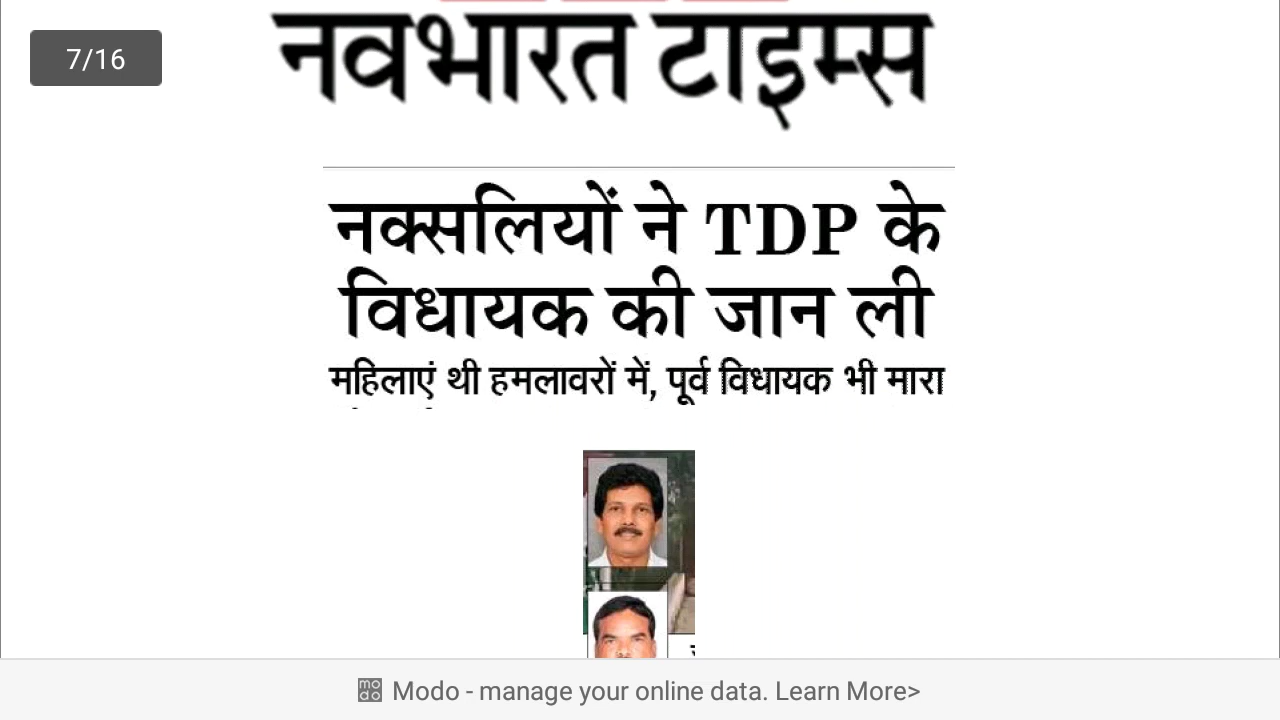 7/16
नवभारत टाइम्स
नक्सलियों ने TDP के
विधायक की जान ली
महिलाएं थी हमलावरों में, पूर्व विधायक भी मारा
modo Modo - manage your online data. Learn More>